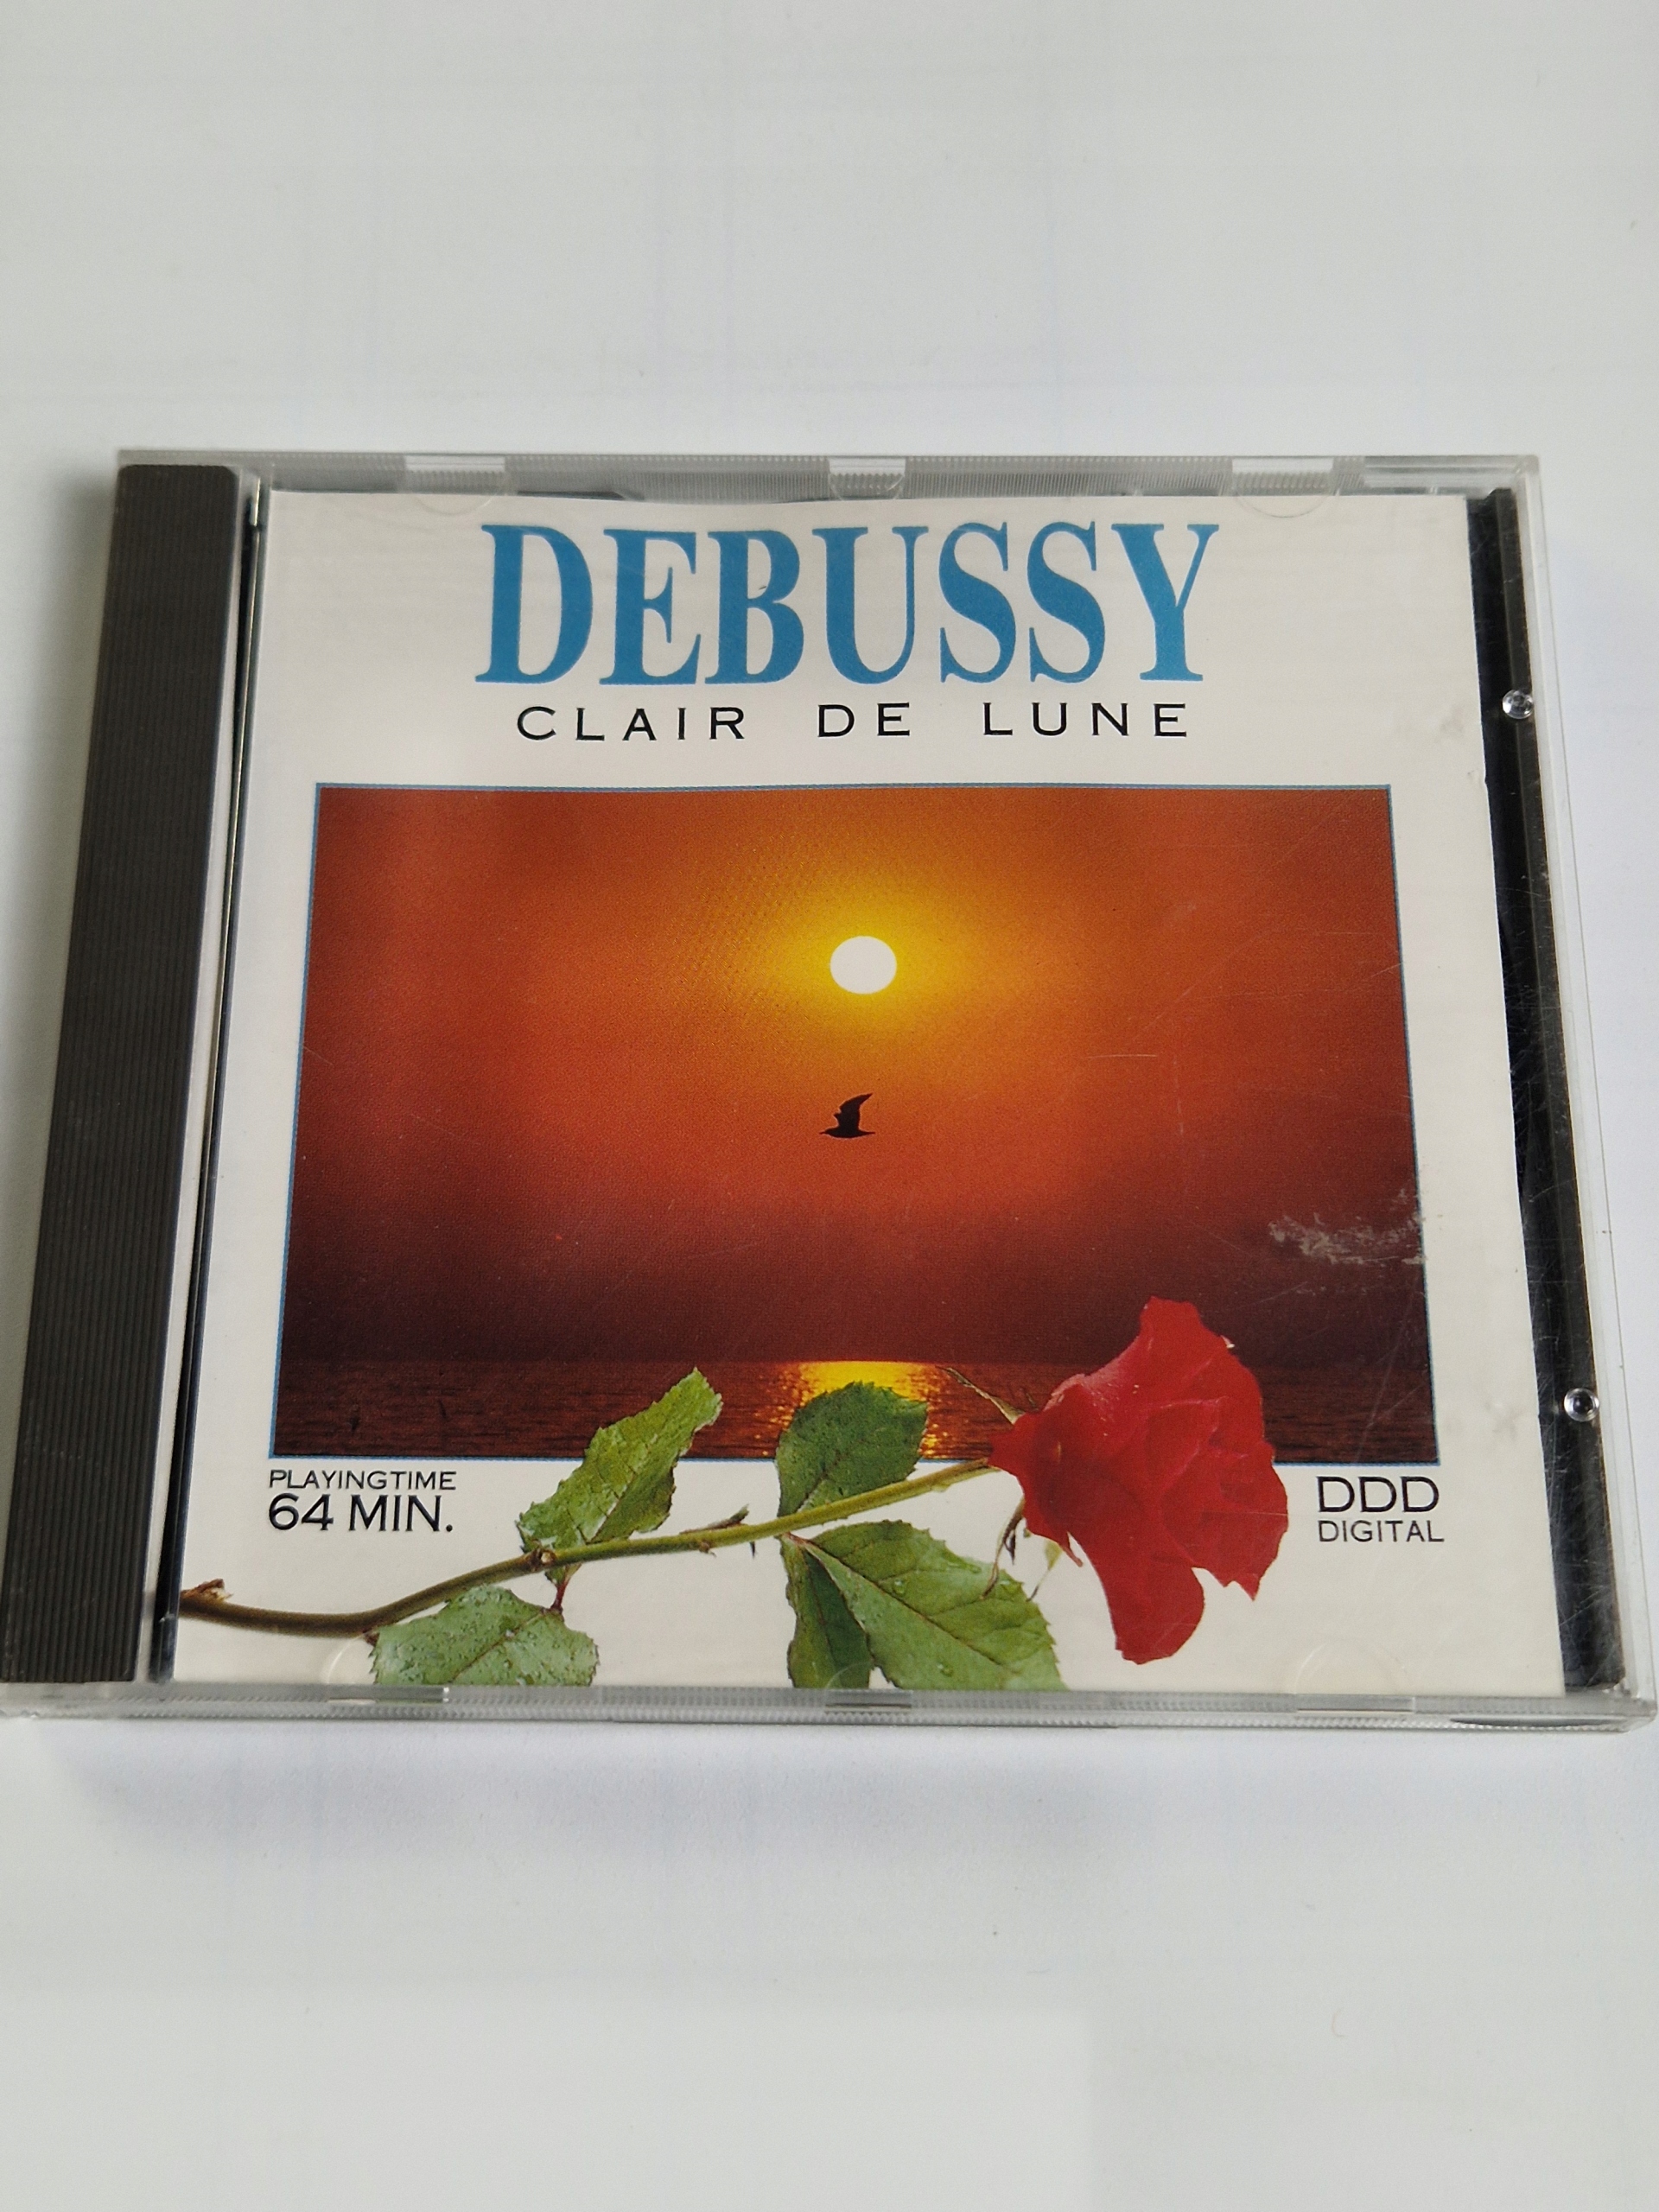 DEBUSSY
CLAIR DE LUNE
PLAYINGTIME
64 MIN.
DDD
DIGITAL